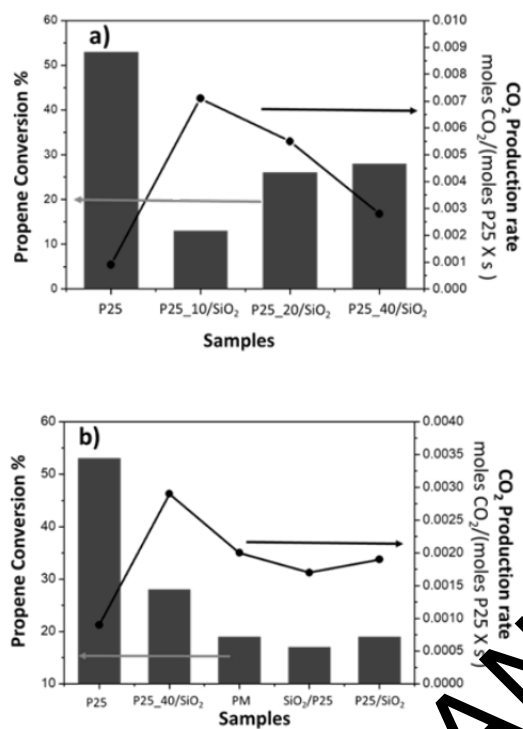 a)
Propene Conversion %
60
50
40
30
20
10
0
0.010
0.009
0.008
0.007
0.006
0.005
0.004
0.003
0.002
0.001
0.000
CO₂ Production rate
moles CO₂/(moles P25 X s )
P25
P25_10/SiO₂
P25_20/SiO₂
P25_40/SiO₂
Samples
b)
Propene Conversion %
60
50
40
30
20
10
0.0040
0.0035
0.0030
0.0025
0.0020
0.0015
0.0010
0.0005
0.0000
CO₂ Production rate
moles CO₂/(moles P25 X s )
P25
P25_40/SiO₂
PM
SiO₂/P25
P25/SiO₂
Samples